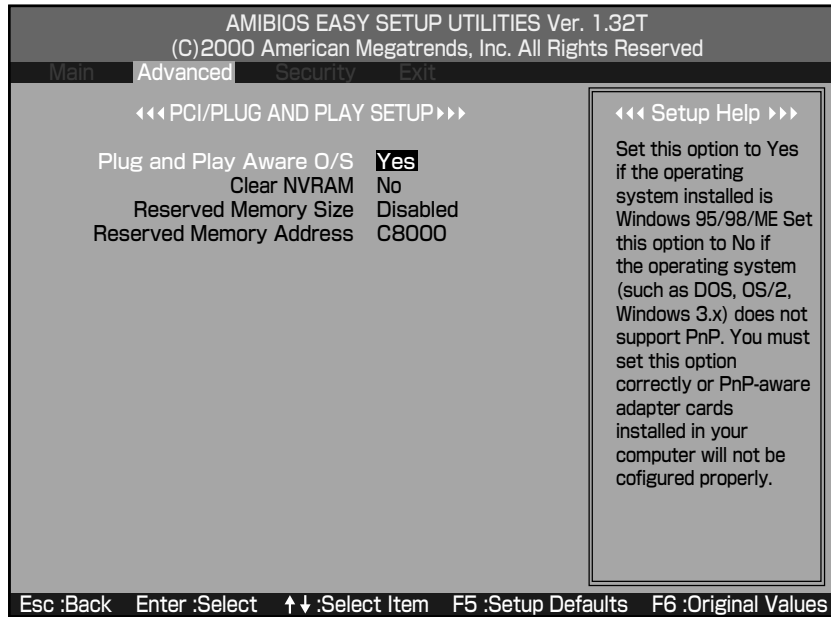 AMIBIOS EASY SETUP UTILITIES Ver. 1.32T
(C)2000 American Megatrends, Inc. All Rights Reserved
Main Advanced Security Exit
PCI/PLUG AND PLAY SETUP
Plug and Play Aware O/S Yes
Clear NVRAM No
Reserved Memory Size Disabled
Reserved Memory Address C8000
Setup Help
Set this option to Yes
if the operating
system installed is
Windows 95/98/ME Set
this option to No if
the operating system
(such as DOS, OS/2,
Windows 3.x) does not
support PnP. You must
set this option
correctly or PnP-aware
adapter cards
installed in your
computer will not be
cofigured properly.
Esc :Back Enter :Select ↑↓ :Select Item F5 :Setup Defaults F6 :Original Values